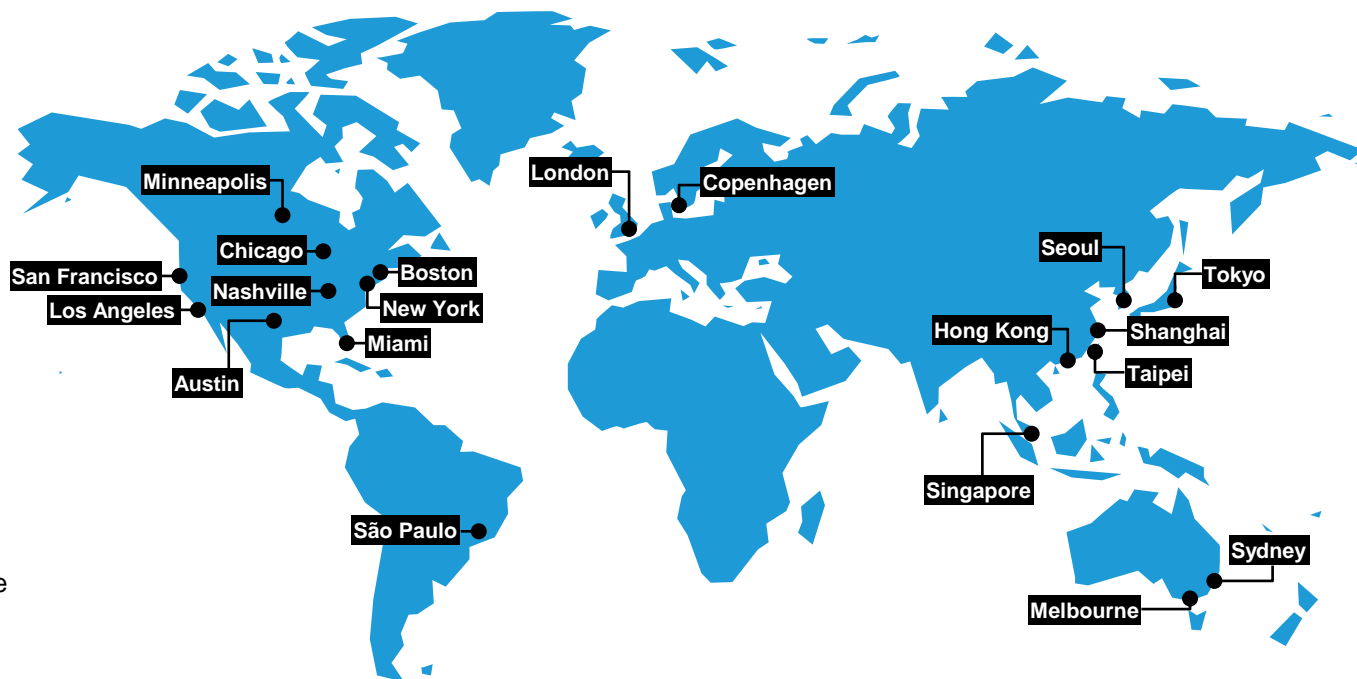 London
Copenhagen
Minneapolis
Chicago
Seoul
San Francisco
Boston
Tokyo
Nashville
Los Angeles
New York
Hong Kong
Shanghai
Miami
Taipei
Austin
Singapore
São Paulo
Sydney
e
Melbourne